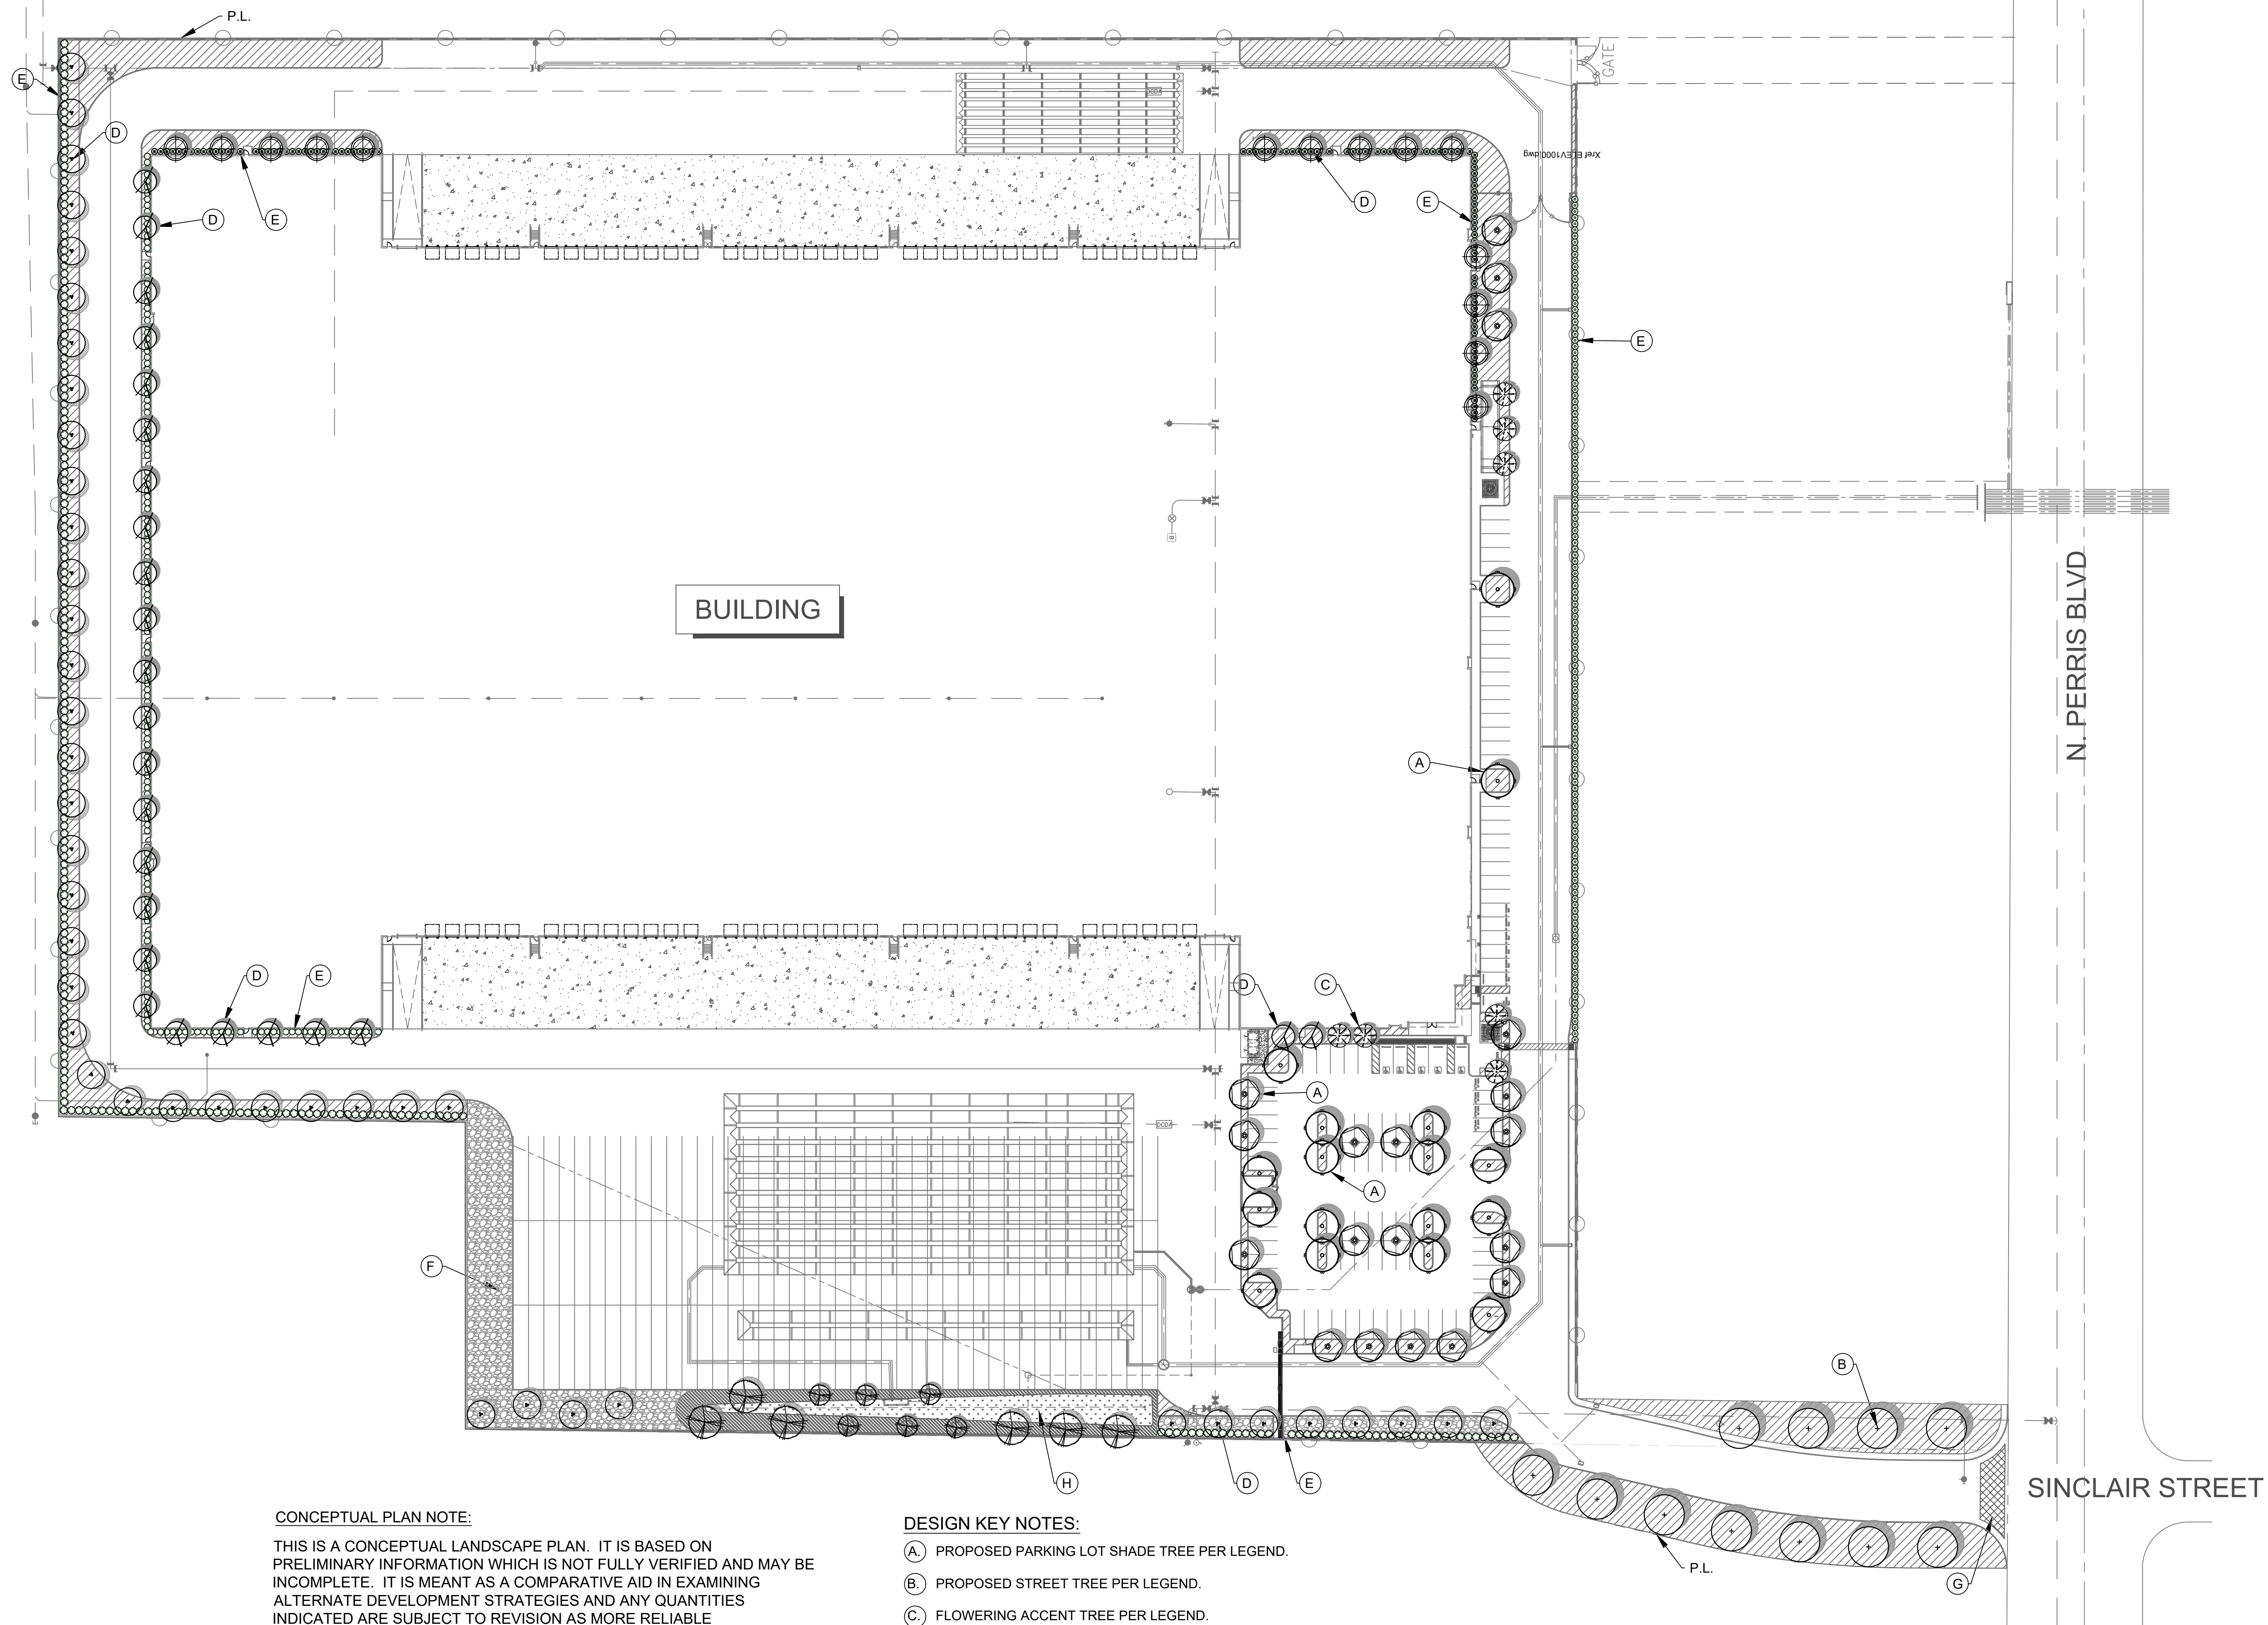 P.L.
GATE
E
D
Xref ELEV1000.dwg
DCDA
D
E
D
E
E
BUILDING
N. PERRIS BLVD
A
D
E
D
C
A
DCDA
A
F
B
SINCLAIR STREET
H
D
E
P.L.
G
CONCEPTUAL PLAN NOTE:
THIS IS A CONCEPTUAL LANDSCAPE PLAN. IT IS BASED ON
PRELIMINARY INFORMATION WHICH IS NOT FULLY VERIFIED AND MAY BE
INCOMPLETE. IT IS MEANT AS A COMPARATIVE AID IN EXAMINING
ALTERNATE DEVELOPMENT STRATEGIES AND ANY QUANTITIES
INDICATED ARE SUBJECT TO REVISION AS MORE RELIABLE
DESIGN KEY NOTES:
A. PROPOSED PARKING LOT SHADE TREE PER LEGEND.
B. PROPOSED STREET TREE PER LEGEND.
C. FLOWERING ACCENT TREE PER LEGEND.